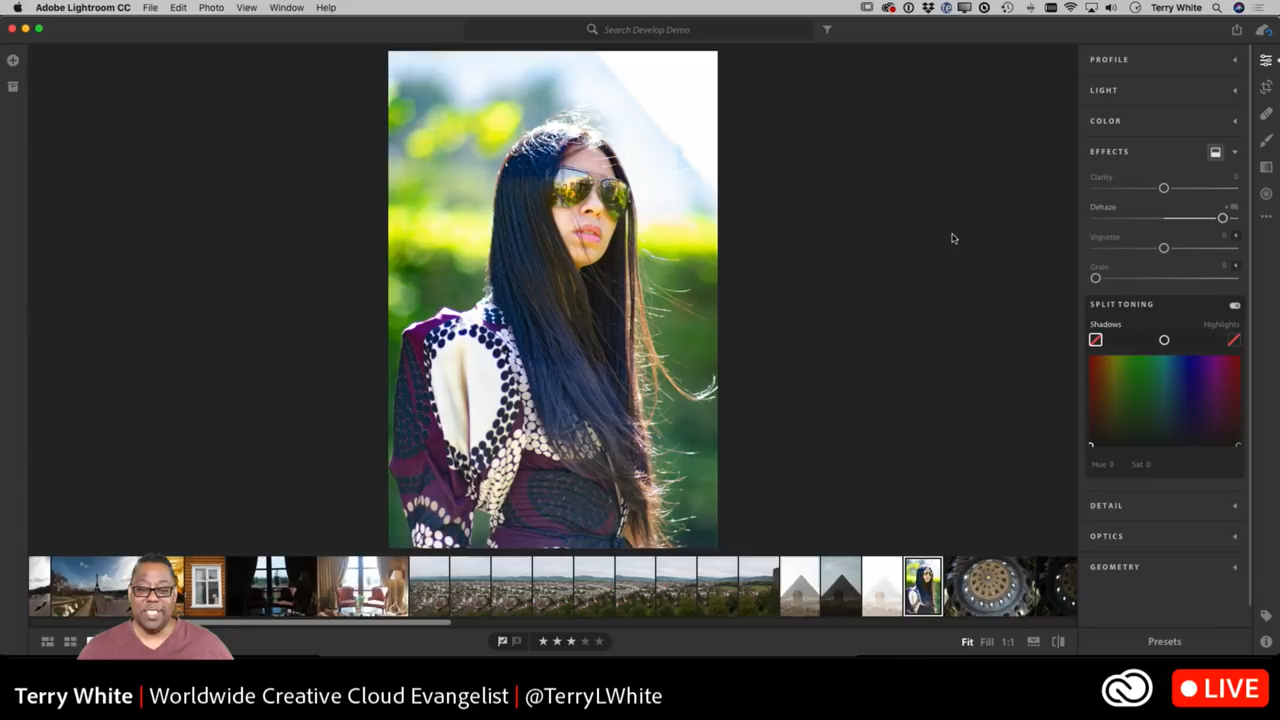 Adobe Lightroom CC File Edit Photo View Window Help Terry White
Search Develop Demo
PROFILE
LIGHT
COLOR
EFFECTS
Clarity 0
Dehaze + 86
Vignette 0
Grain 0
SPLIT TONING
Shadows Highlights
Hue 0 Sat 0
DETAIL
OPTICS
GEOMETRY
Fit Fill 1:1 Presets
Terry White | Worldwide Creative Cloud Evangelist | @TerryLWhite LIVE